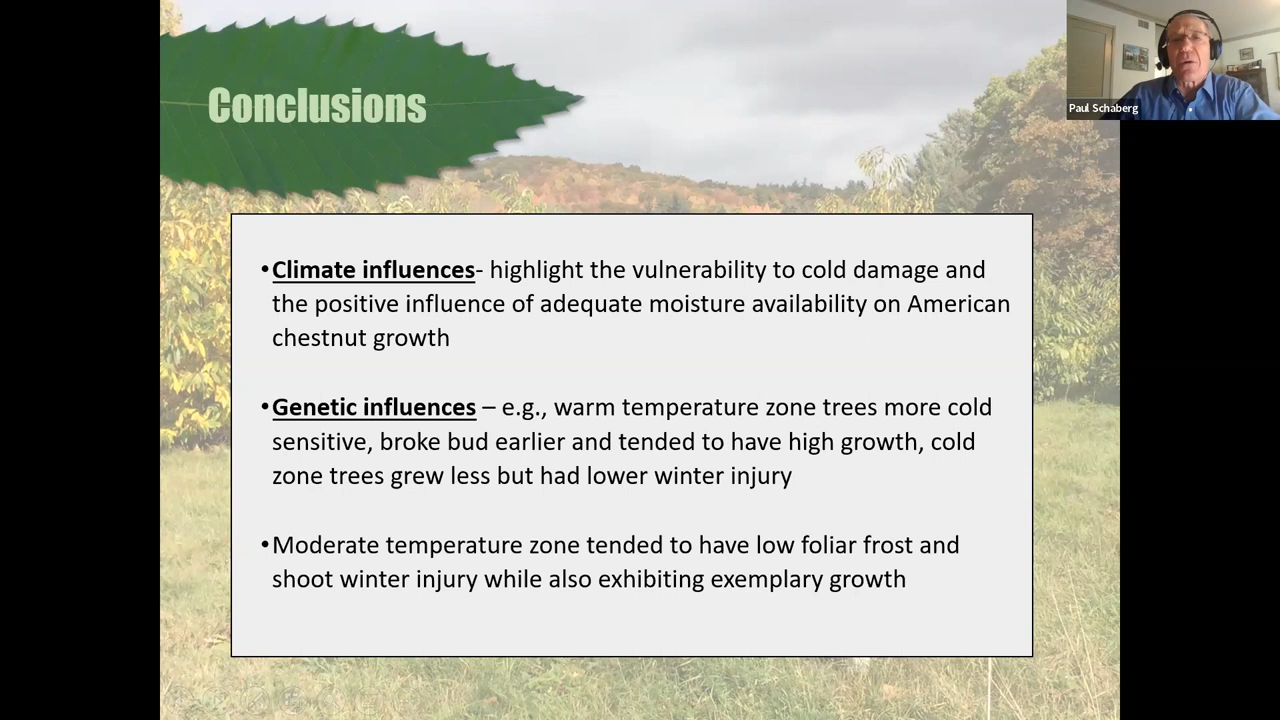 Conclusions
Paul Schaberg
•Climate influences- highlight the vulnerability to cold damage and
the positive influence of adequate moisture availability on American
chestnut growth
•Genetic influences – e.g., warm temperature zone trees more cold
sensitive, broke bud earlier and tended to have high growth, cold
zone trees grew less but had lower winter injury
•Moderate temperature zone tended to have low foliar frost and
shoot winter injury while also exhibiting exemplary growth